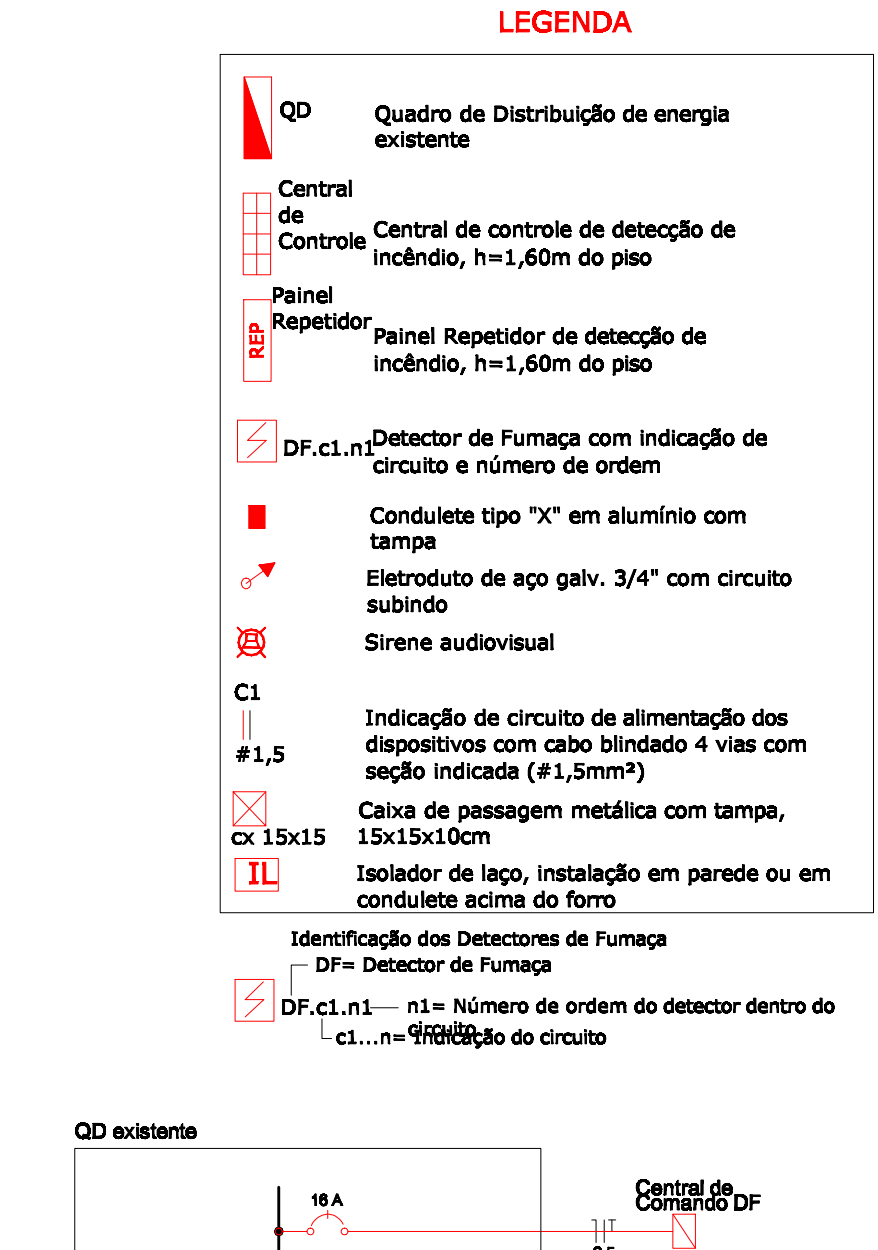 LEGENDA
QD
Quadro de Distribuição de energia
existente
Central
de
Controle
Central de controle de detecção de
incêndio, h=1,60m do piso
Painel
Repetidor
REP
Painel Repetidor de detecção de
incêndio, h=1,60m do piso
DF.c1.n1
Detector de Fumaça com indicação de
circuito e número de ordem
Condulete tipo "X" em alumínio com
tampa
Eletroduto de aço galv. 3/4" com circuito
subindo
Sirene audiovisual
C1
#1,5
Indicação de circuito de alimentação dos
dispositivos com cabo blindado 4 vias com
seção indicada (#1,5mm²)
cx 15x15
Caixa de passagem metálica com tampa,
15x15x10cm
IL
Isolador de laço, instalação em parede ou em
condulete acima do forro
Identificação dos Detectores de Fumaça
DF= Detector de Fumaça
DF.c1.n1
n1= Número de ordem do detector dentro do
circuito
c1...n= Indicação do circuito
QD existente
16 A
Central de
Comando DF